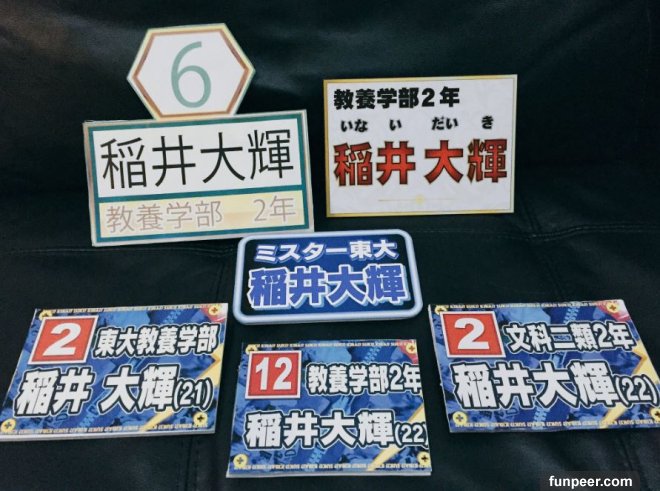 6
稲井大輝
教養学部 2年
教養学部2年
いない だいき
稲井大輝
ミスター東大
稲井大輝
2 東大教養学部
稲井 大輝(21)
12 教養学部2年
稲井大輝(22
2 文科二類2年
稲井 大輝(22)
funpeer.com